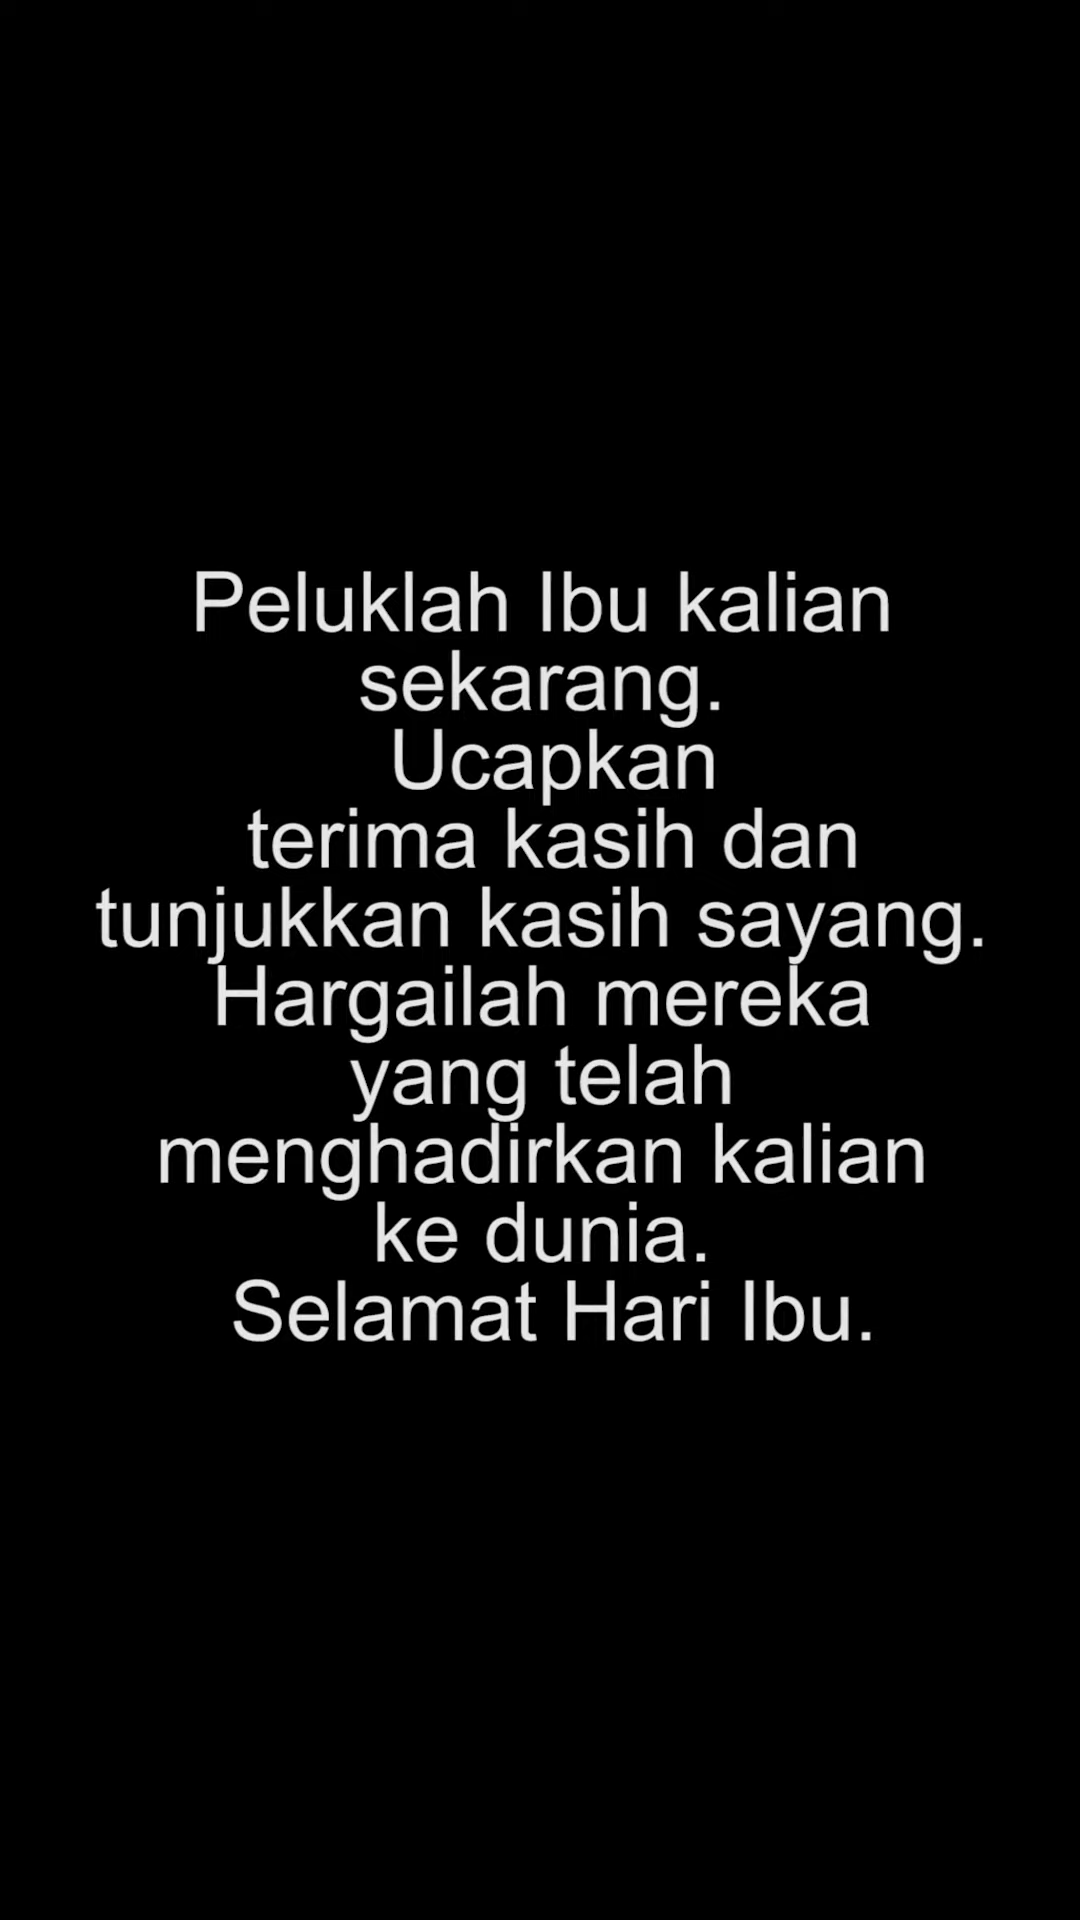 Peluklah Ibu kalian
sekarang.
Ucapkan
terima kasih dan
tunjukkan kasih sayang.
Hargailah mereka
yang telah
menghadirkan kalian
ke dunia.
Selamat Hari Ibu.